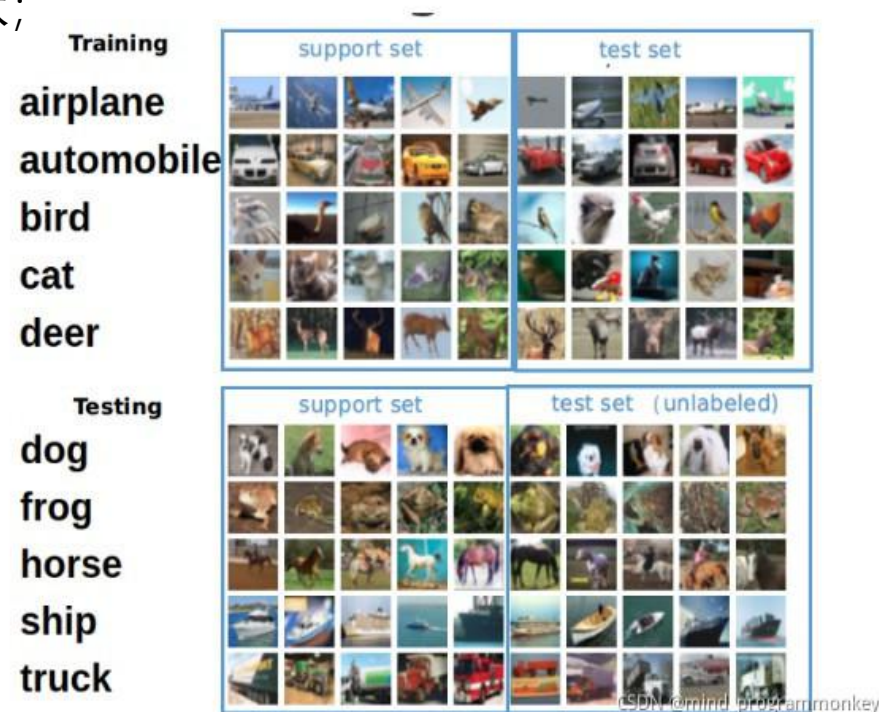 Training support set test set
airplane
automobile
bird
cat
deer
Testing support set test set （unlabeled)
dog
frog
horse
ship
truck
CSDN @mind_programmonkey